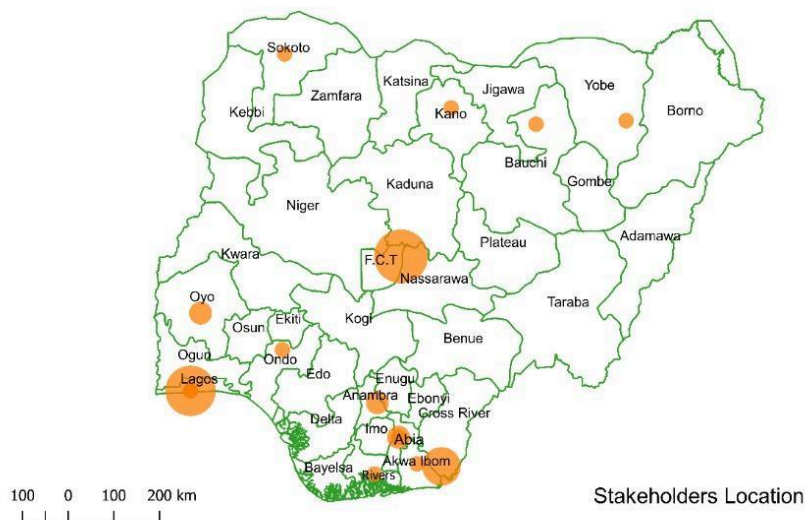 Sokoto
Katsina
Jigawa
Yobe
Zamfara
Kebbi
Kano
Borno
Bauchi
Kaduna
Gombe
Niger
Adamawa
Plateau
Kwara
F.C.T
Nassarawa
Taraba
Oyo
Kogi
Ekiti
Osun
Benue
Ogun
Ondo
Edo
Enugu
Lagos
Anambra
Ebonyi
Cross River
Delta
Imo
Abia
Akwa Ibom
Bayelsa
Rivers
100 0 100 200 km
Stakeholders Location